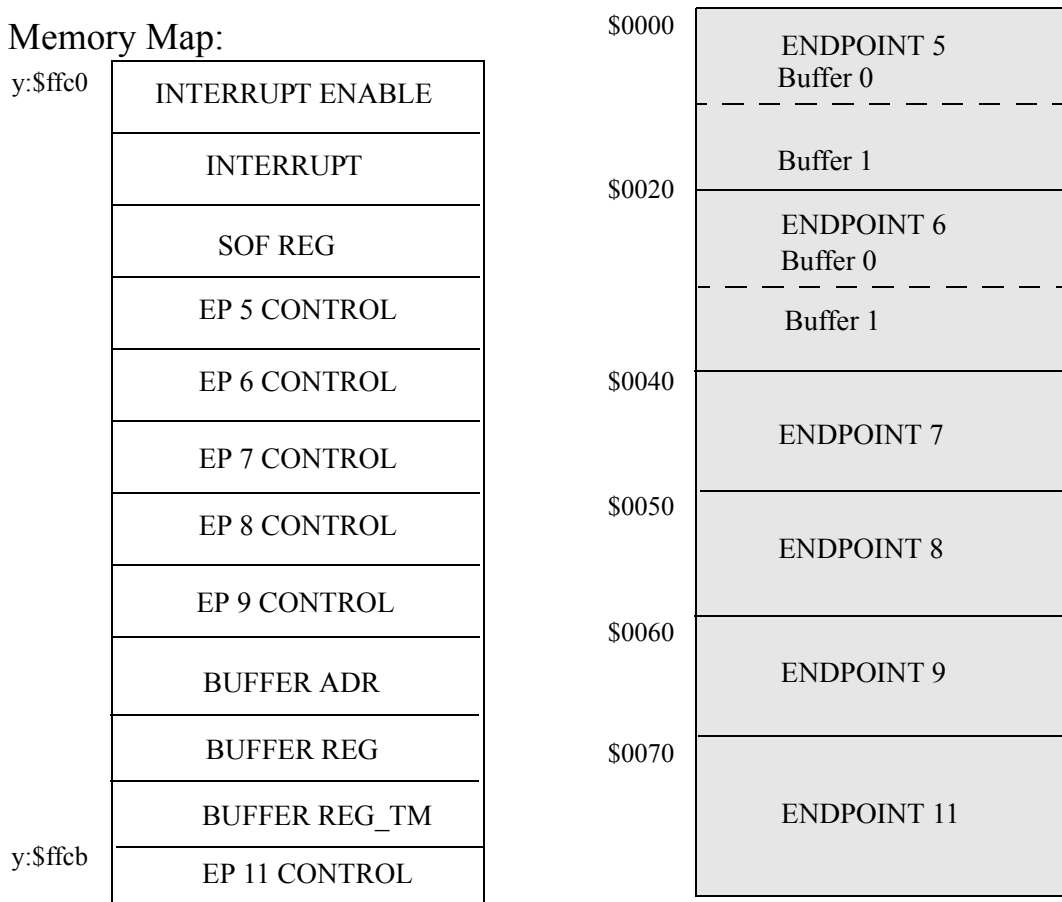 Memory Map:
y:$ffc0
INTERRUPT ENABLE
INTERRUPT
SOF REG
EP 5 CONTROL
EP 6 CONTROL
EP 7 CONTROL
EP 8 CONTROL
EP 9 CONTROL
BUFFER ADR
BUFFER REG
BUFFER REG_TM
y:$ffcb
EP 11 CONTROL
$0000
ENDPOINT 5
Buffer 0
Buffer 1
$0020
ENDPOINT 6
Buffer 0
Buffer 1
$0040
ENDPOINT 7
$0050
ENDPOINT 8
$0060
ENDPOINT 9
$0070
ENDPOINT 11